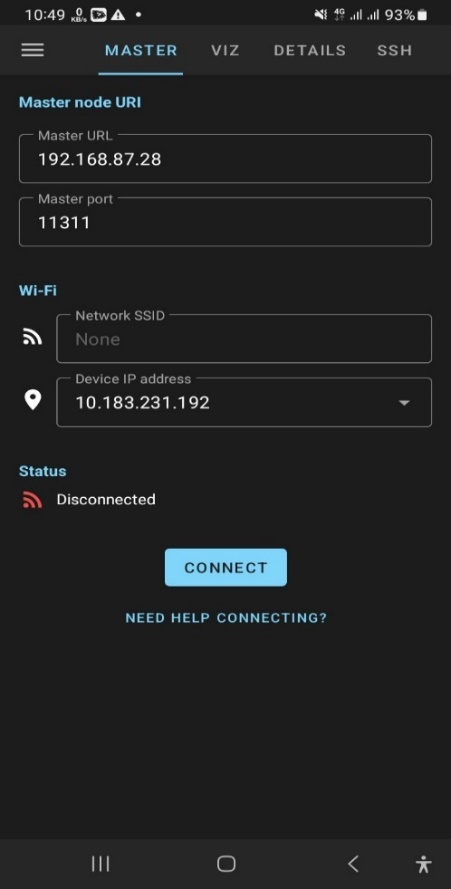 10:49 0 KB/s 4G 93%
MASTER VIZ DETAILS SSH
Master node URI
Master URL
192.168.87.28
Master port
11311
Wi-Fi
Network SSID
None
Device IP address
10.183.231.192
Status
Disconnected
CONNECT
NEED HELP CONNECTING?